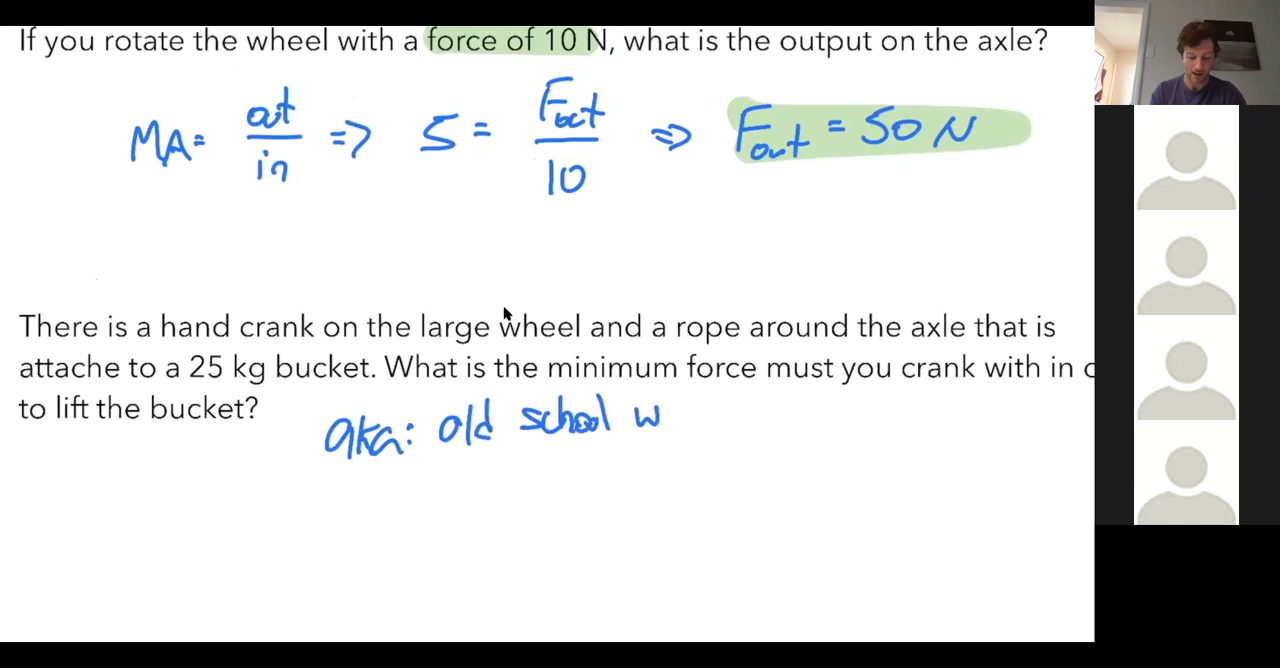 If you rotate the wheel with a force of 10 N, what is the output on the axle?
MA = out/in => 5 = Fout/10 => Fout = 50 N
There is a hand crank on the large wheel and a rope around the axle that is
attache to a 25 kg bucket. What is the minimum force must you crank with in
to lift the bucket?
aka: old school w